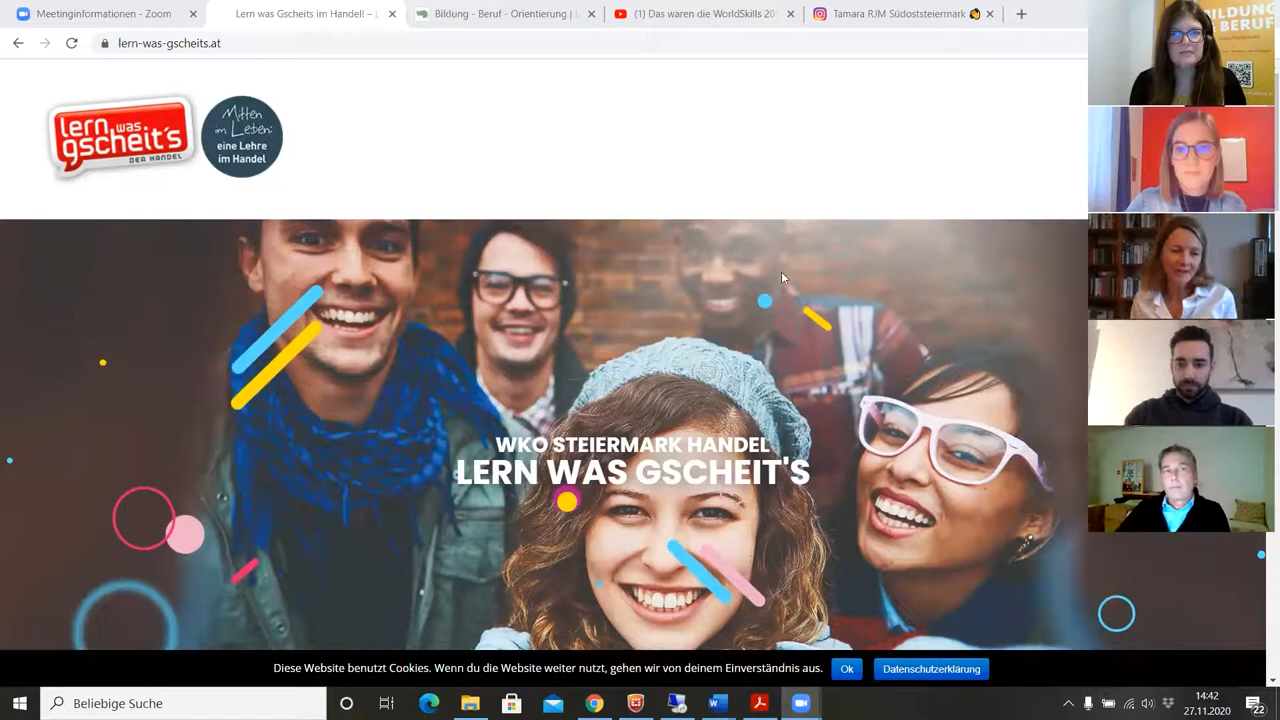 Meetinginformationen - Zoom
Lern was Gscheits im Handel! – L
Bildung - Beruf - Orientierung |
(1) Das waren die WorldSkills 20
Tamara RJM Südoststeiermark
lern-was-gscheits.at
BILDUNG
BERUF
lern was gscheit's
DER HANDEL
Mitten
im Leben:
eine Lehre
im Handel
WKO STEIERMARK HANDEL
LERN WAS GSCHEIT'S
Diese Website benutzt Cookies. Wenn du die Website weiter nutzt, gehen wir von deinem Einverständnis aus.
Ok
Datenschutzerklärung
Beliebige Suche
14:42
27.11.2020
22